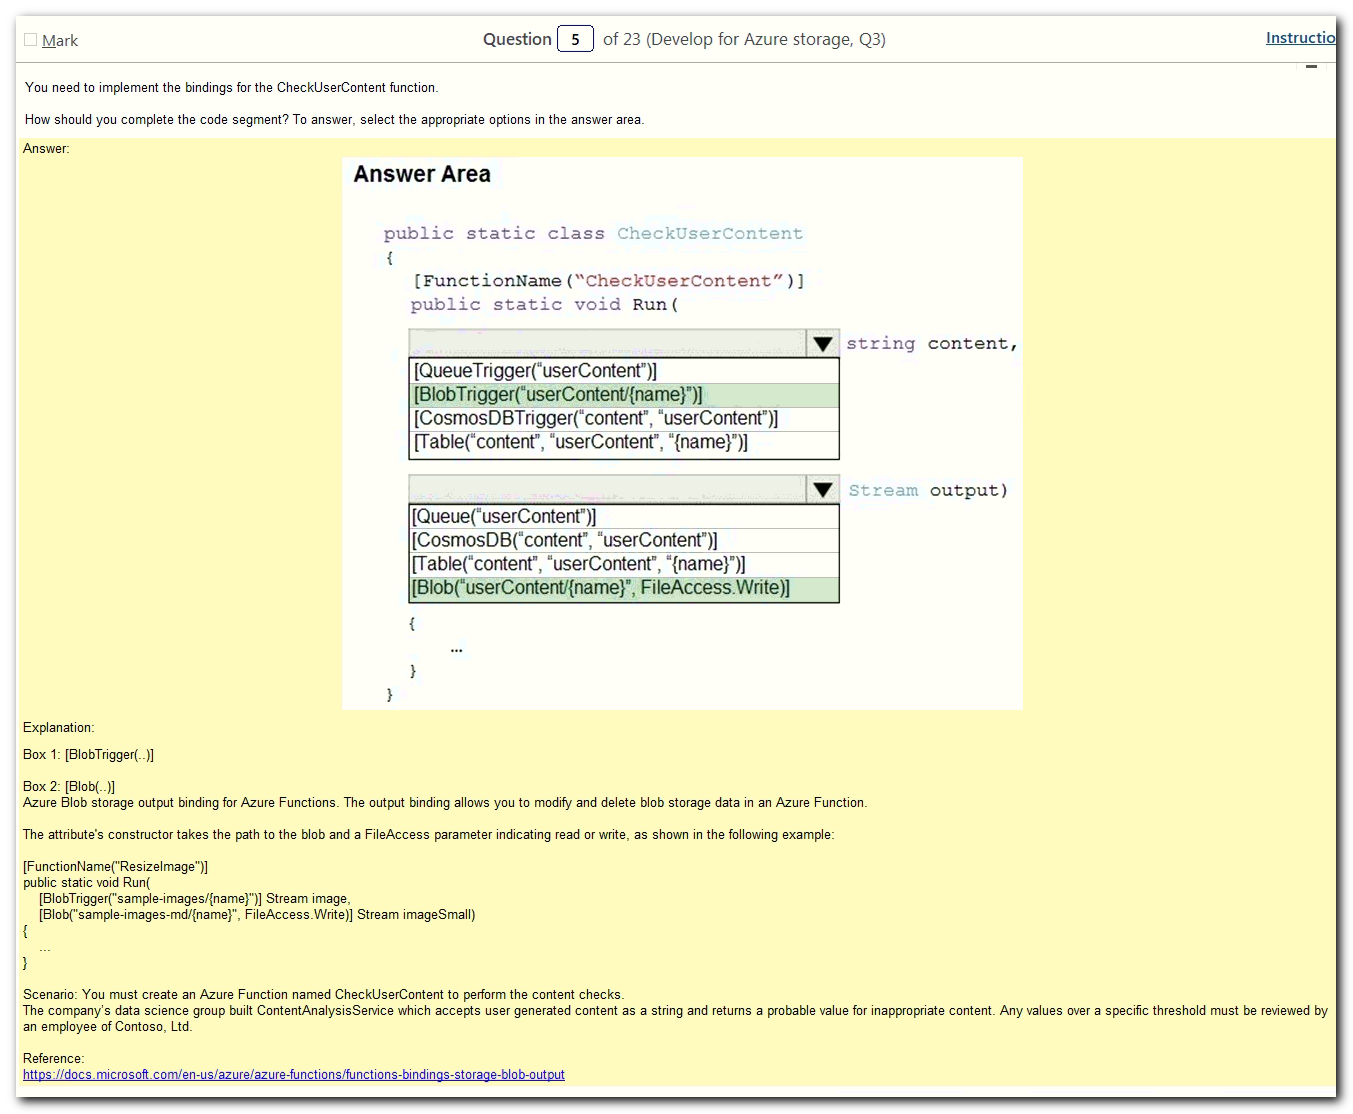 Mark
Question 5 of 23 (Develop for Azure storage, Q3)
Instructio
You need to implement the bindings for the CheckUserContent function.
How should you complete the code segment? To answer, select the appropriate options in the answer area.
Answer:
Answer Area
public static class CheckUserContent
{
[FunctionName(“CheckUserContent”)]
public static void Run(
string content,
[QueueTrigger(“userContent”)]
[BlobTrigger(“userContent/{name}”)]
[CosmosDBTrigger(“content”, “userContent”)]
[Table(“content”, “userContent”, “{name}”)]
Stream output)
[Queue(“userContent”)]
[CosmosDB(“content”, “userContent”)]
[Table(“content”, “userContent”, “{name}”)]
[Blob(“userContent/{name}”, FileAccess.Write)]
{
...
}
}
Explanation:
Box 1: [BlobTrigger(..)]
Box 2: [Blob(..)]
Azure Blob storage output binding for Azure Functions. The output binding allows you to modify and delete blob storage data in an Azure Function.
The attribute's constructor takes the path to the blob and a FileAccess parameter indicating read or write, as shown in the following example:
[FunctionName("ResizeImage")]
public static void Run(
[BlobTrigger("sample-images/{name}")] Stream image,
[Blob("sample-images-md/{name}", FileAccess.Write)] Stream imageSmall)
{
...
}
Scenario: You must create an Azure Function named CheckUserContent to perform the content checks.
The company’s data science group built ContentAnalysisService which accepts user generated content as a string and returns a probable value for inappropriate content. Any values over a specific threshold must be reviewed by
an employee of Contoso, Ltd.
Reference:
https://docs.microsoft.com/en-us/azure/azure-functions/functions-bindings-storage-blob-output